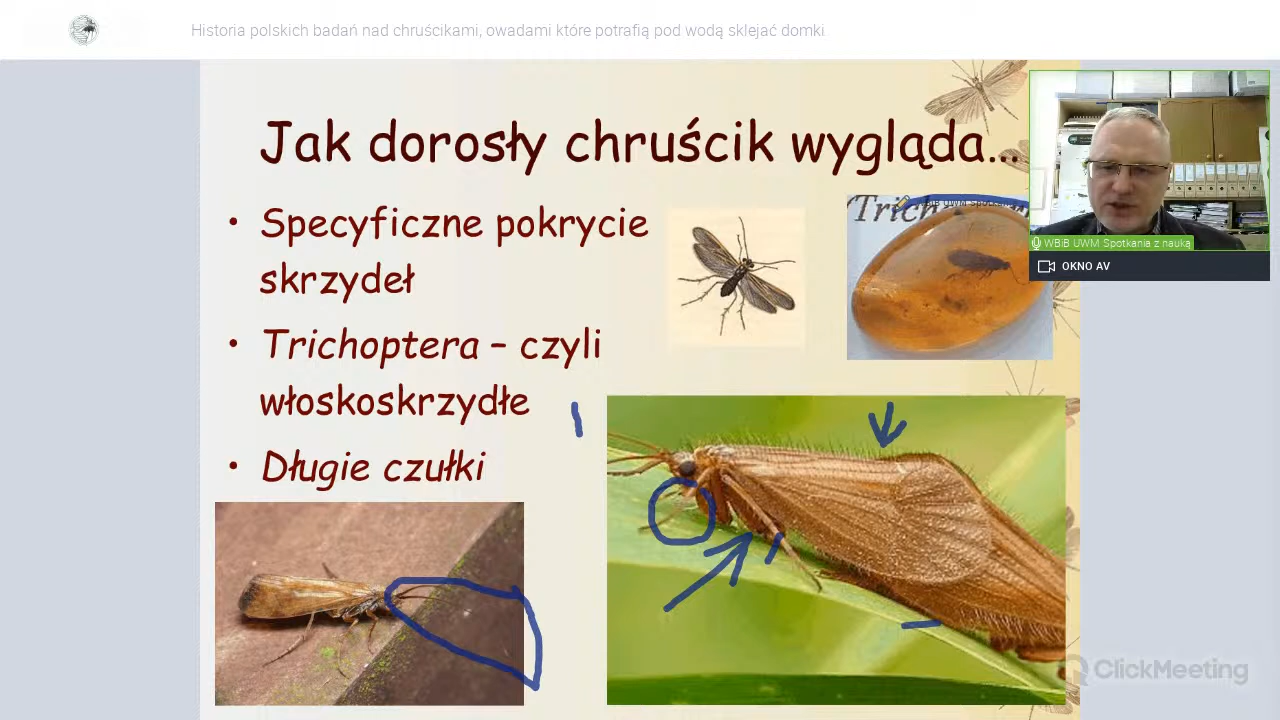 Historia polskich badań nad chruścikami, owadami które potrafią pod wodą sklejać domki.
Jak dorosły chruścik wygląda...
• Specyficzne pokrycie
skrzydeł
• Trichoptera – czyli
włoskoskrzydłe
• Długie czułki
WBiB UWM Spotkania z nauką
OKNO AV
ClickMeeting